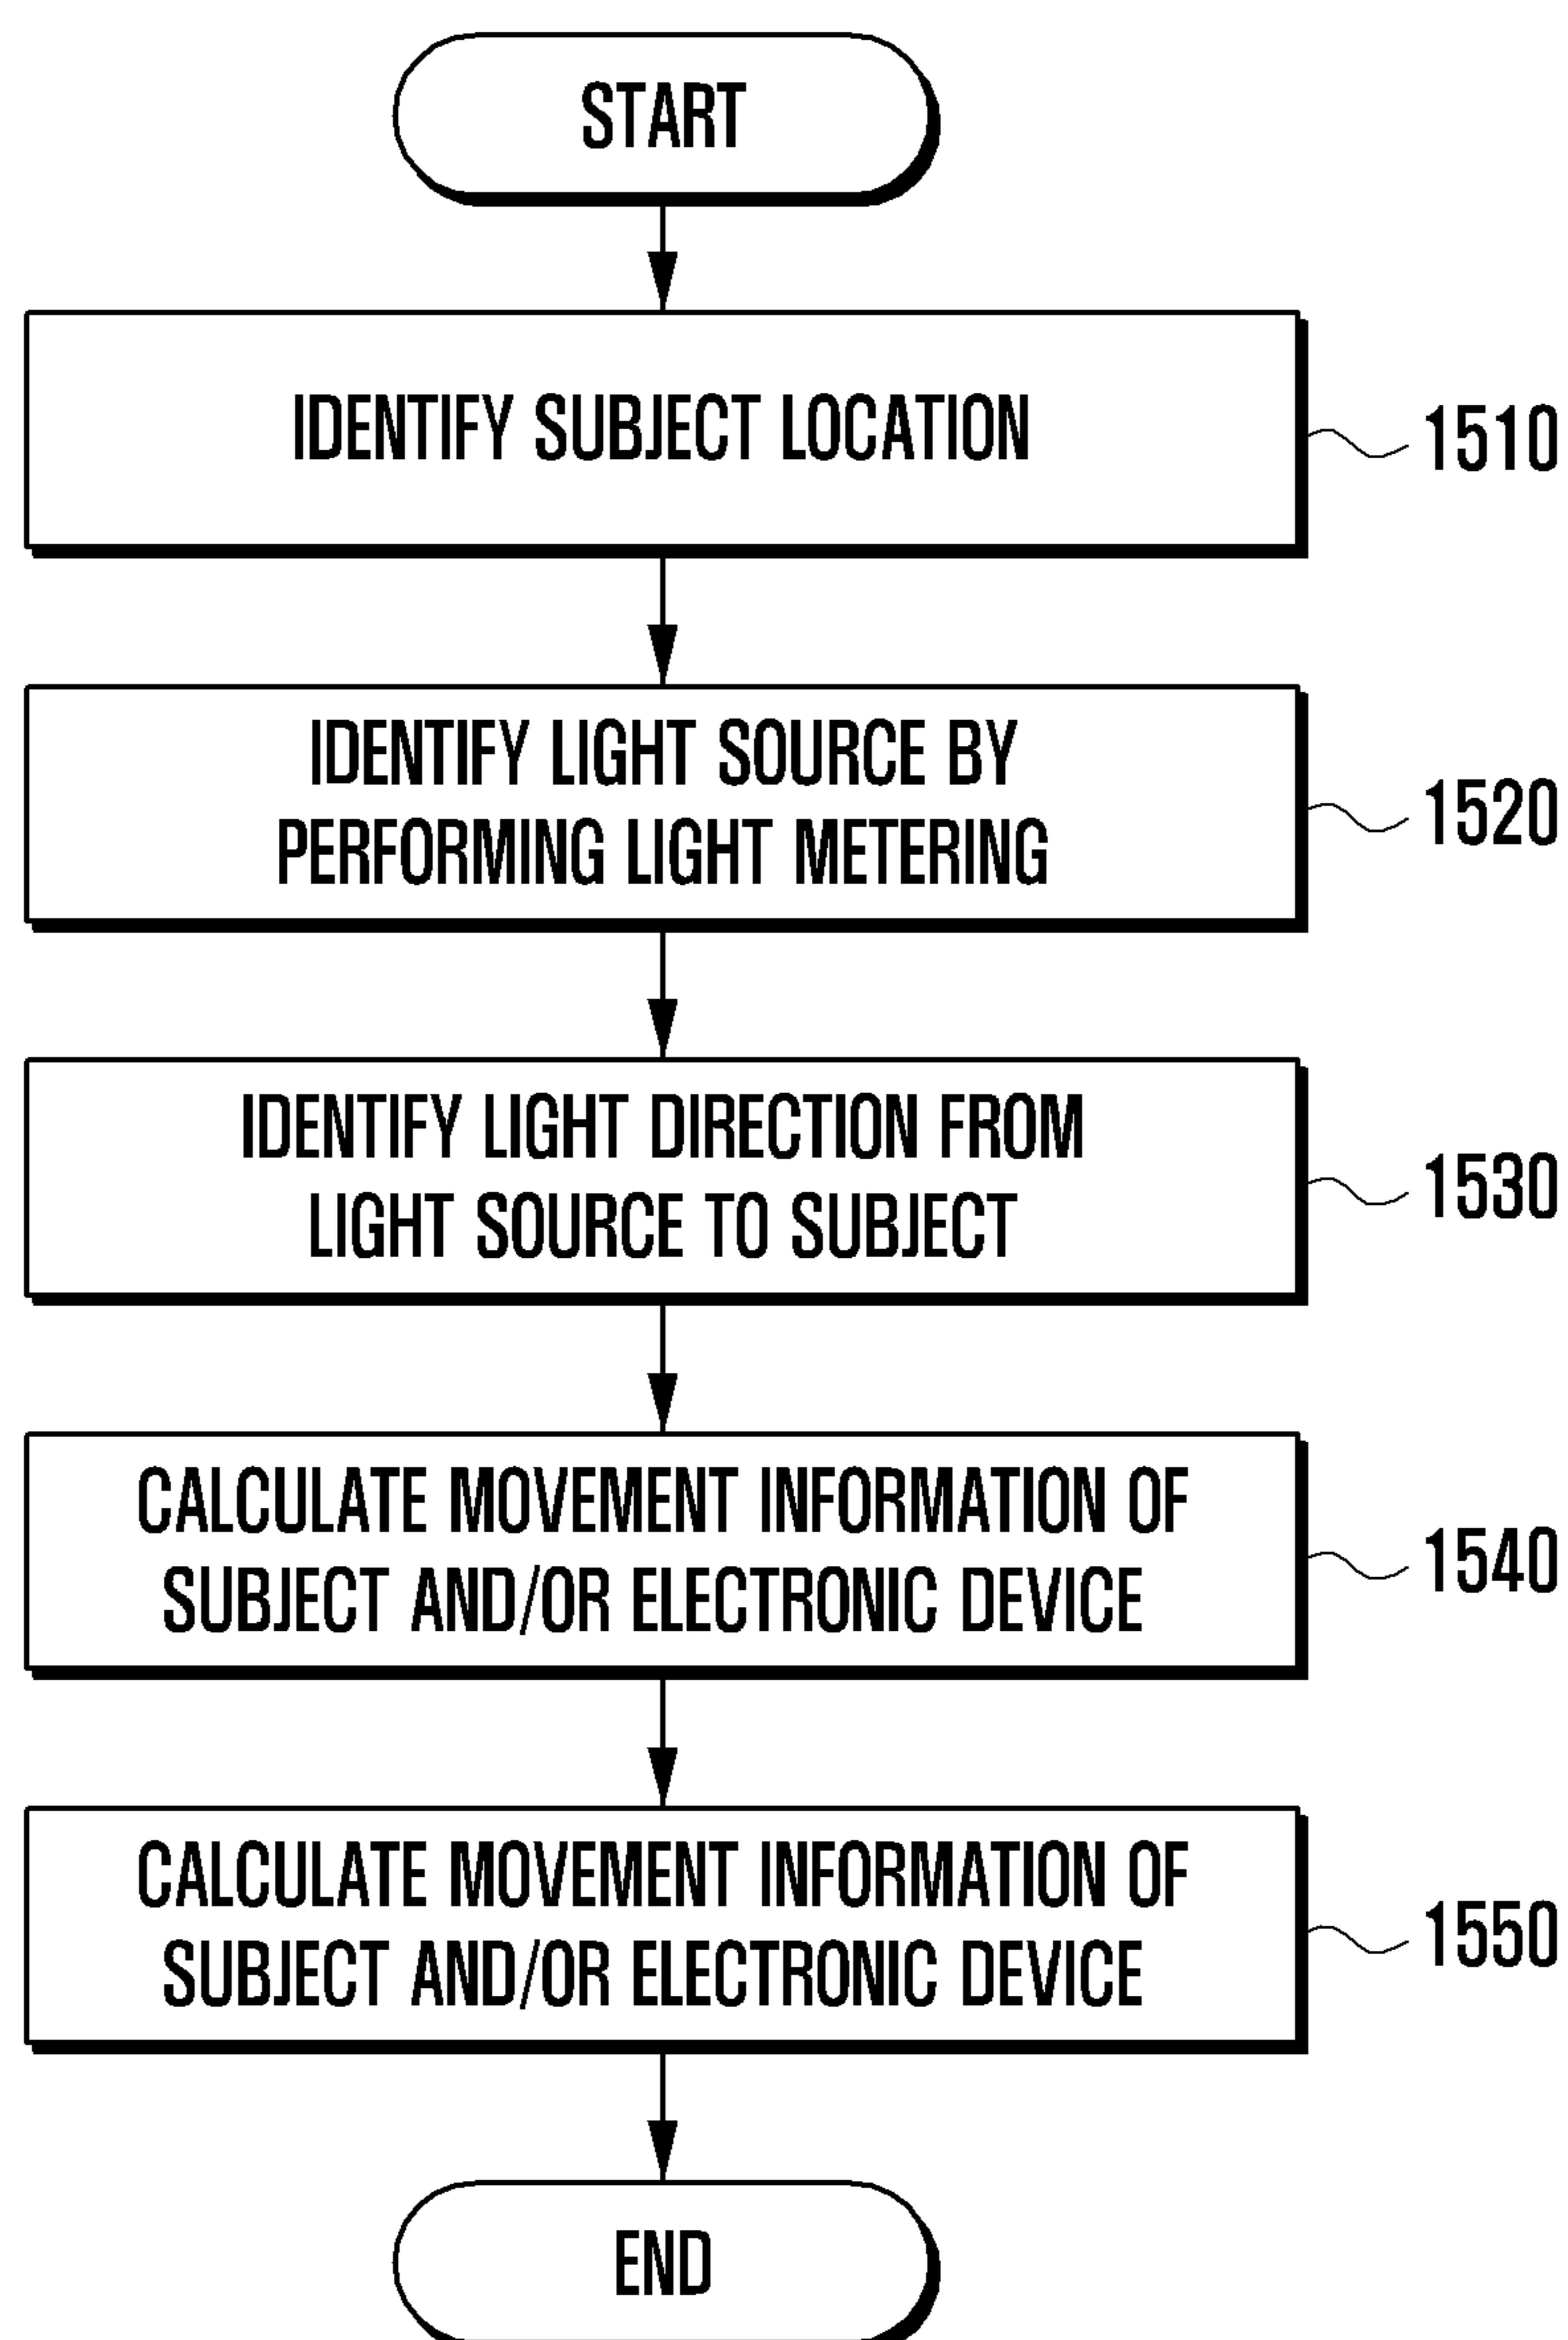 START
IDENTIFY SUBJECT LOCATION
1510
IDENTIFY LIGHT SOURCE BY
PERFORMING LIGHT METERING
1520
IDENTIFY LIGHT DIRECTION FROM
LIGHT SOURCE TO SUBJECT
1530
CALCULATE MOVEMENT INFORMATION OF
SUBJECT AND/OR ELECTRONIC DEVICE
1540
CALCULATE MOVEMENT INFORMATION OF
SUBJECT AND/OR ELECTRONIC DEVICE
1550
END